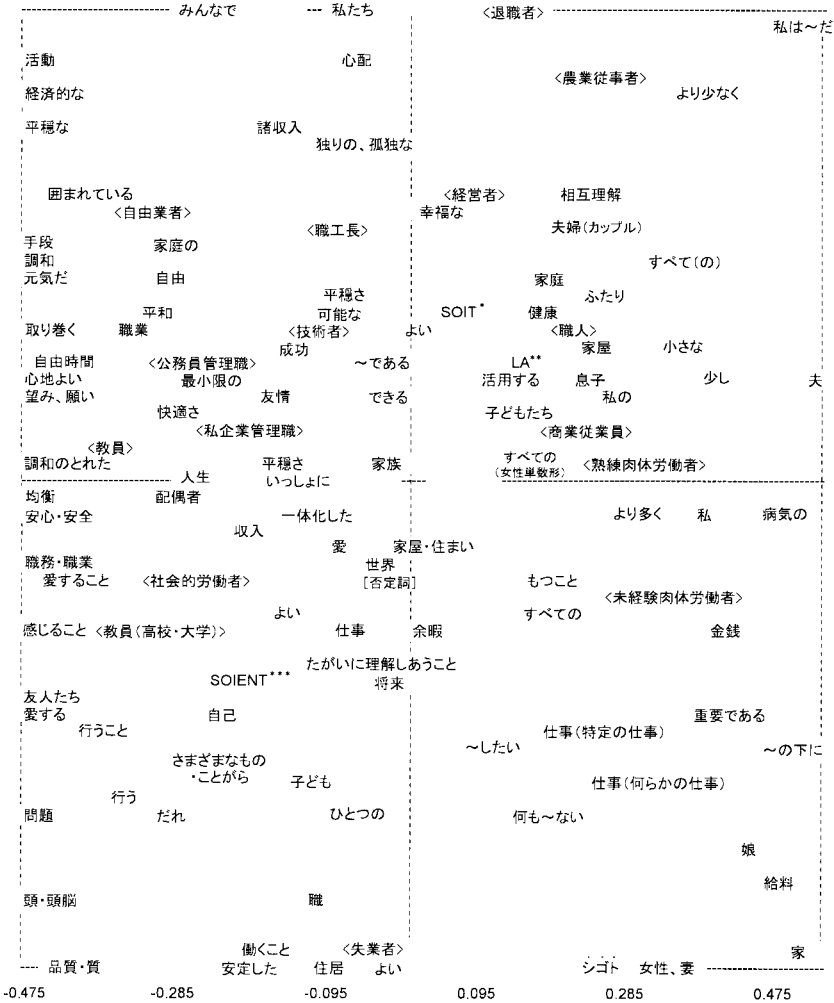 みんなで 私たち <退職者>
私は～だ
活動 心配
<農業従事者>
経済的な より少なく
平穏な 諸収入
独りの、孤独な
囲まれている <経営者> 相互理解
<自由業者> 幸福な
<職工長> 夫婦(カップル)
手段 家庭の
調和 すべて(の)
元気だ 自由 家庭
平穏さ ふたり
平和 可能な SOIT* 健康
取り巻く 職業 <技術者> よい <職人>
成功 家屋 小さな
自由時間 <公務員管理職> ～である LA**
心地よい 最小限の 活用する 息子 少し 夫
望み、願い 友情 できる 私の
快適さ 子どもたち
<私企業管理職> <商業従業員>
<教員>
調和のとれた 平穏さ 家族 すべての <熟練肉体労働者>
(女性単数形)
人生 いっしょに
均衡 配偶者
安心・安全 一体化した より多く 私 病気の
収入
愛 家屋・住まい
職務・職業 世界
愛すること <社会的労働者> [否定詞] もつこと
<未経験肉体労働者>
よい すべての
感じること <教員(高校・大学)> 仕事 余暇 金銭
たがいに理解しあうこと
SOIENT*** 将来
友人たち
愛する 自己 重要である
行うこと 仕事(特定の仕事)
～したい ～の下に
さまざまなもの
・ことがら 子ども 仕事(何らかの仕事)
行う
問題 だれ ひとつの 何も～ない
娘
給料
頭・頭脳 職
働くこと <失業者> 家
品質・質 安定した 住居 よい シゴト 女性、妻
-0.475 -0.285 -0.095 0.095 0.285 0.475